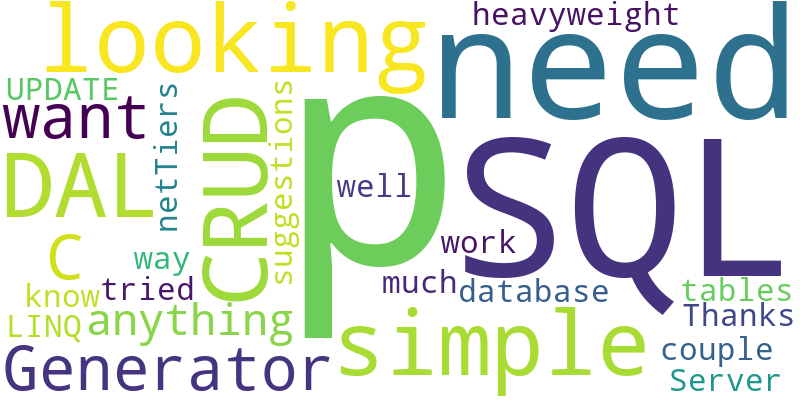 heavyweight
looking
need
UPDATE
want
netTiers
CRUD
suggestions
p
SQL
DAL
well
C
way
work
know
tried
much
database
tables
LINQ
anything
simple
Thanks
Generator
couple
Server